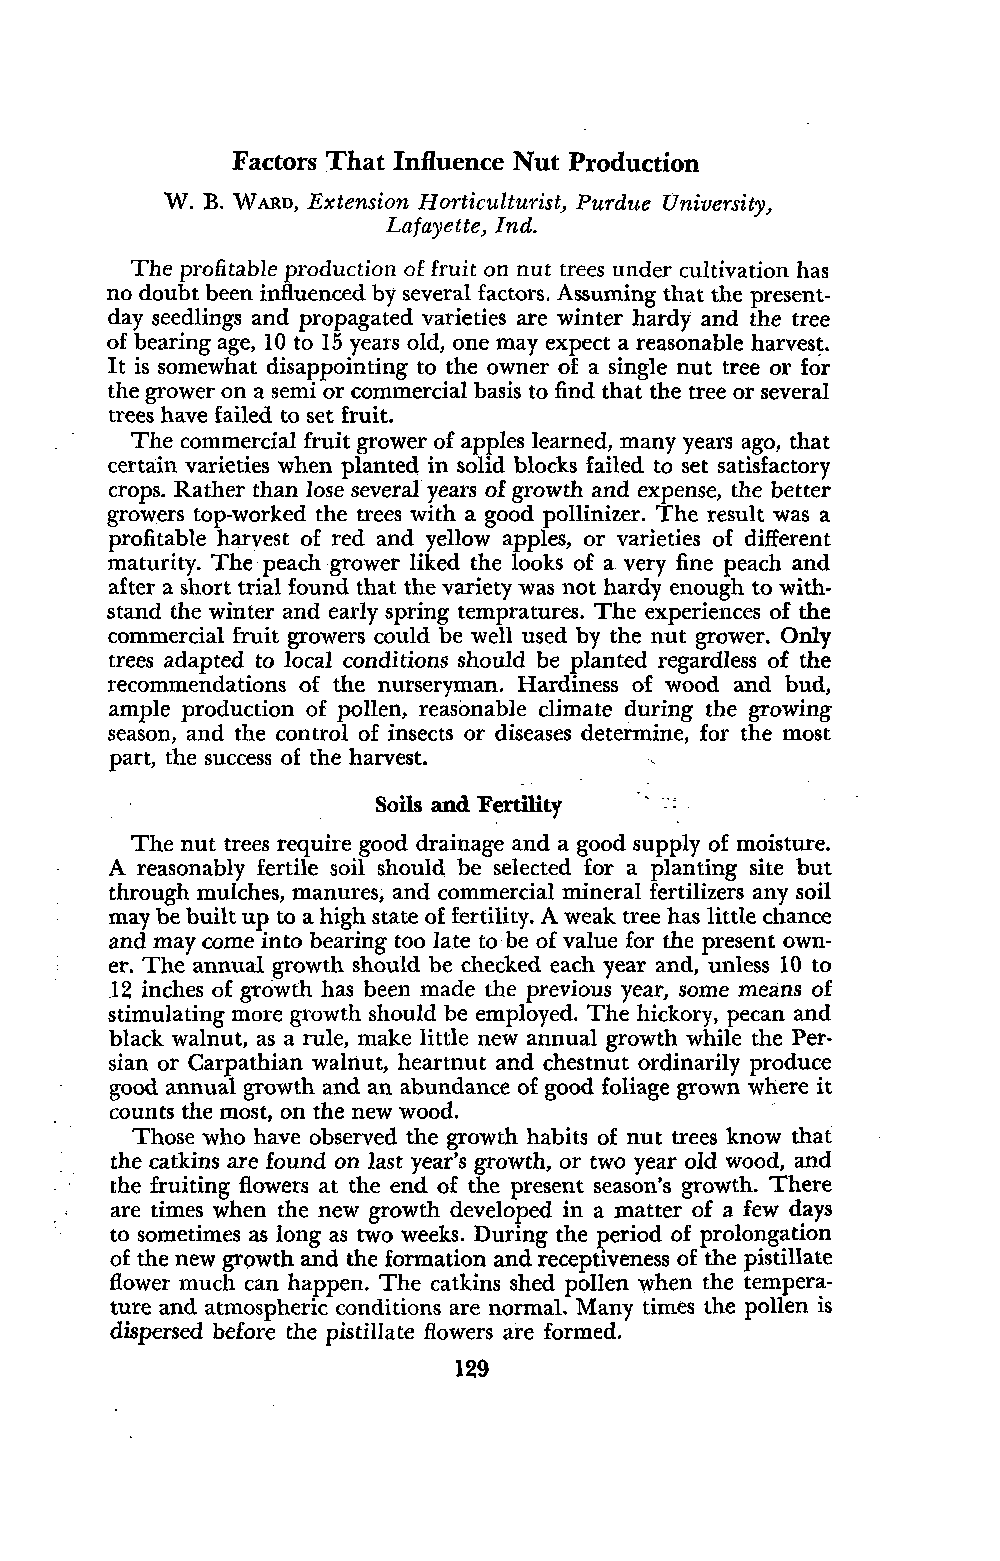 Factors That Influence Nut Production
W. B. WARD, Extension Horticulturist, Purdue University,
Lafayette, Ind.
The profitable production of fruit on nut trees under cultivation has
no doubt been influenced by several factors. Assuming that the present-
day seedlings and propagated varieties are winter hardy and the tree
of bearing age, 10 to 15 years old, one may expect a reasonable harvest.
It is somewhat disappointing to the owner of a single nut tree or for
the grower on a semi or commercial basis to find that the tree or several
trees have failed to set fruit.
The commercial fruit grower of apples learned, many years ago, that
certain varieties when planted in solid blocks failed to set satisfactory
crops. Rather than lose several years of growth and expense, the better
growers top-worked the trees with a good pollinizer. The result was a
profitable harvest of red and yellow apples, or varieties of different
maturity. The peach grower liked the looks of a very fine peach and
after a short trial found that the variety was not hardy enough to with-
stand the winter and early spring tempratures. The experiences of the
commercial fruit growers could be well used by the nut grower. Only
trees adapted to local conditions should be planted regardless of the
recommendations of the nurseryman. Hardiness of wood and bud,
ample production of pollen, reasonable climate during the growing
season, and the control of insects or diseases determine, for the most
part, the success of the harvest.
Soils and Fertility
The nut trees require good drainage and a good supply of moisture.
A reasonably fertile soil should be selected for a planting site but
through mulches, manures, and commercial mineral fertilizers any soil
may be built up to a high state of fertility. A weak tree has little chance
and may come into bearing too late to be of value for the present own-
er. The annual growth should be checked each year and, unless 10 to
12 inches of growth has been made the previous year, some means of
stimulating more growth should be employed. The hickory, pecan and
black walnut, as a rule, make little new annual growth while the Per-
sian or Carpathian walnut, heartnut and chestnut ordinarily produce
good annual growth and an abundance of good foliage grown where it
counts the most, on the new wood.
Those who have observed the growth habits of nut trees know that
the catkins are found on last year's growth, or two year old wood, and
the fruiting flowers at the end of the present season's growth. There
are times when the new growth developed in a matter of a few days
to sometimes as long as two weeks. During the period of prolongation
of the new growth and the formation and receptiveness of the pistillate
flower much can happen. The catkins shed pollen when the tempera-
ture and atmospheric conditions are normal. Many times the pollen is
dispersed before the pistillate flowers are formed.
129